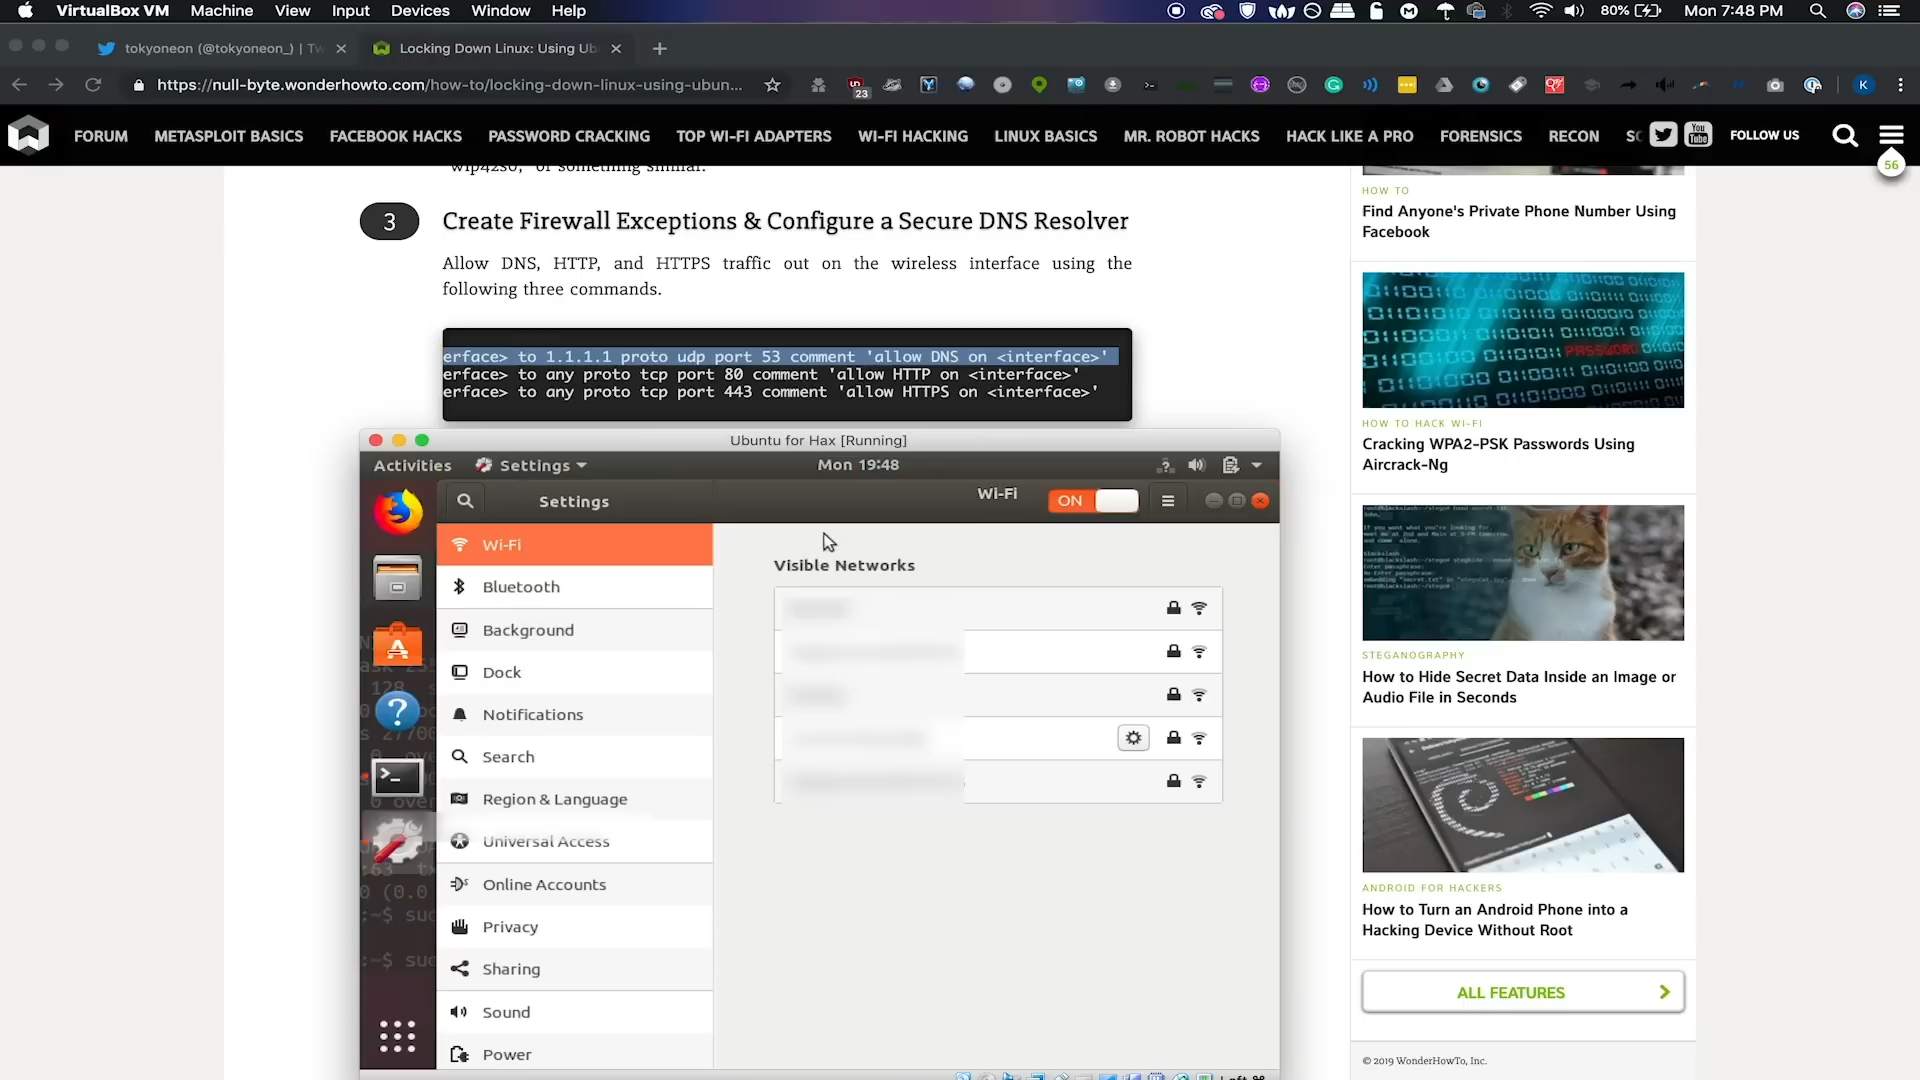 VirtualBox VM Machine View Input Devices Window Help 80% Mon 7:48 PM
tokyoneon (@tokyoneon_) | Tw
Locking Down Linux: Using Ub
https://null-byte.wonderhowto.com/how-to/locking-down-linux-using-ubun...
23
K
FORUM METASPLOIT BASICS FACEBOOK HACKS PASSWORD CRACKING TOP WI-FI ADAPTERS WI-FI HACKING LINUX BASICS MR. ROBOT HACKS HACK LIKE A PRO FORENSICS RECON FOLLOW US
56
"wlp4s0," or something similar.
3 Create Firewall Exceptions & Configure a Secure DNS Resolver
Allow DNS, HTTP, and HTTPS traffic out on the wireless interface using the
following three commands.
erface> to 1.1.1.1 proto udp port 53 comment 'allow DNS on <interface>'
erface> to any proto tcp port 80 comment 'allow HTTP on <interface>'
erface> to any proto tcp port 443 comment 'allow HTTPS on <interface>'
Ubuntu for Hax [Running]
Activities Settings Mon 19:48
Settings
Wi-Fi ON
Wi-Fi
Bluetooth
Background
Dock
Notifications
Search
Region & Language
Universal Access
Online Accounts
Privacy
Sharing
Sound
Power
Visible Networks
Left ⌘
HOW TO
Find Anyone's Private Phone Number Using
Facebook
PASSWORD
HOW TO HACK WI-FI
Cracking WPA2-PSK Passwords Using
Aircrack-Ng
STEGANOGRAPHY
How to Hide Secret Data Inside an Image or
Audio File in Seconds
ANDROID FOR HACKERS
How to Turn an Android Phone into a
Hacking Device Without Root
ALL FEATURES
© 2019 WonderHowTo, Inc.